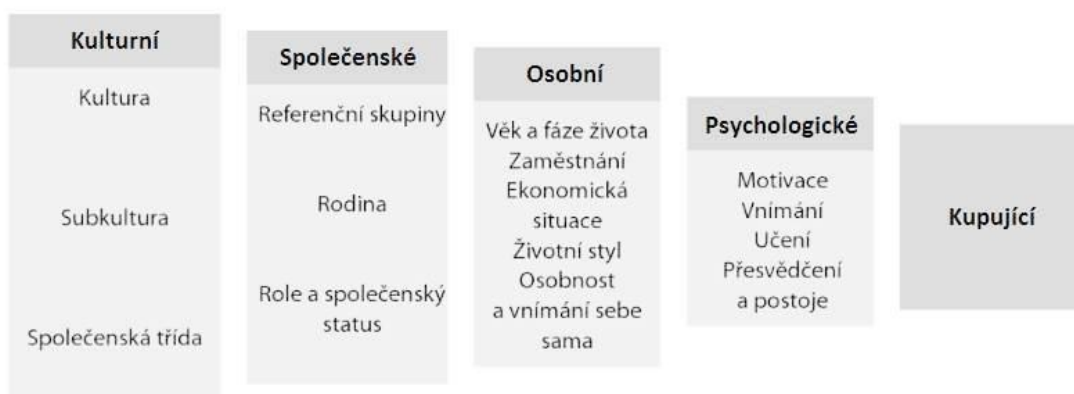 Kulturní
Kultura
Subkultura
Společenská třída
Společenské
Referenční skupiny
Rodina
Role a společenský
status
Osobní
Věk a fáze života
Zaměstnání
Ekonomická
situace
Životní styl
Osobnost
a vnímání sebe
sama
Psychologické
Motivace
Vnímání
Učení
Přesvědčení
a postoje
Kupující